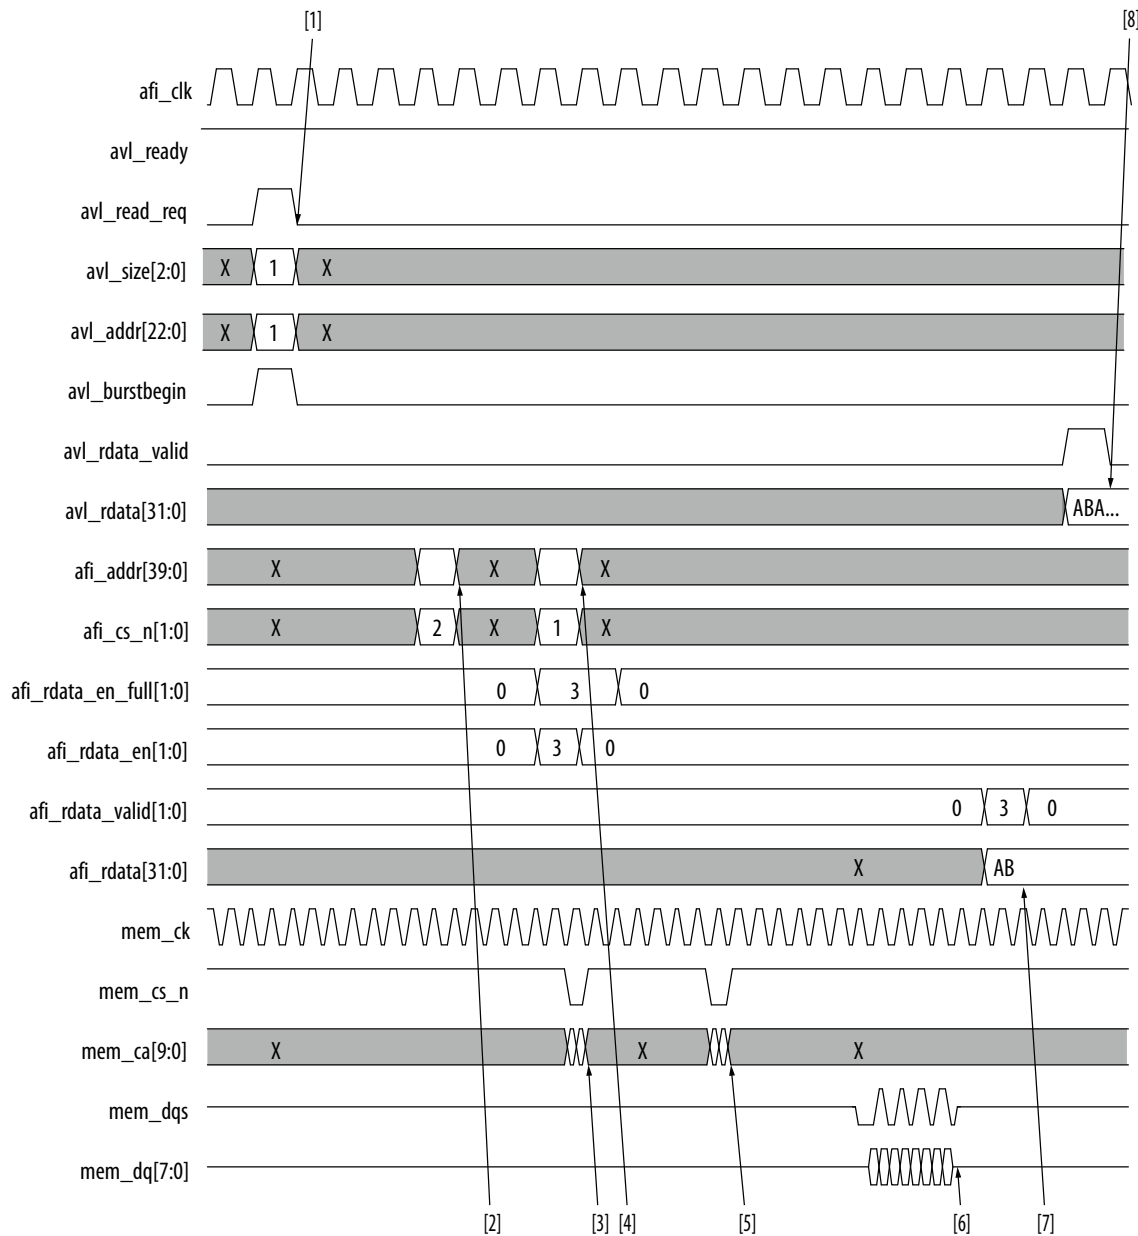 [1] [8]
afi_clk
avl_ready
avl_read_req
avl_size[2:0] X 1 X
avl_addr[22:0] X 1 X
avl_burstbegin
avl_rdata_valid
avl_rdata[31:0] ABA...
afi_addr[39:0] X X X
afi_cs_n[1:0] X 2 X 1 X
afi_rdata_en_full[1:0] 0 3 0
afi_rdata_en[1:0] 0 3 0
afi_rdata_valid[1:0] 0 3 0
afi_rdata[31:0] X AB
mem_ck
mem_cs_n
mem_ca[9:0] X X X
mem_dqs
mem_dq[7:0]
[2] [3] [4] [5] [6] [7]